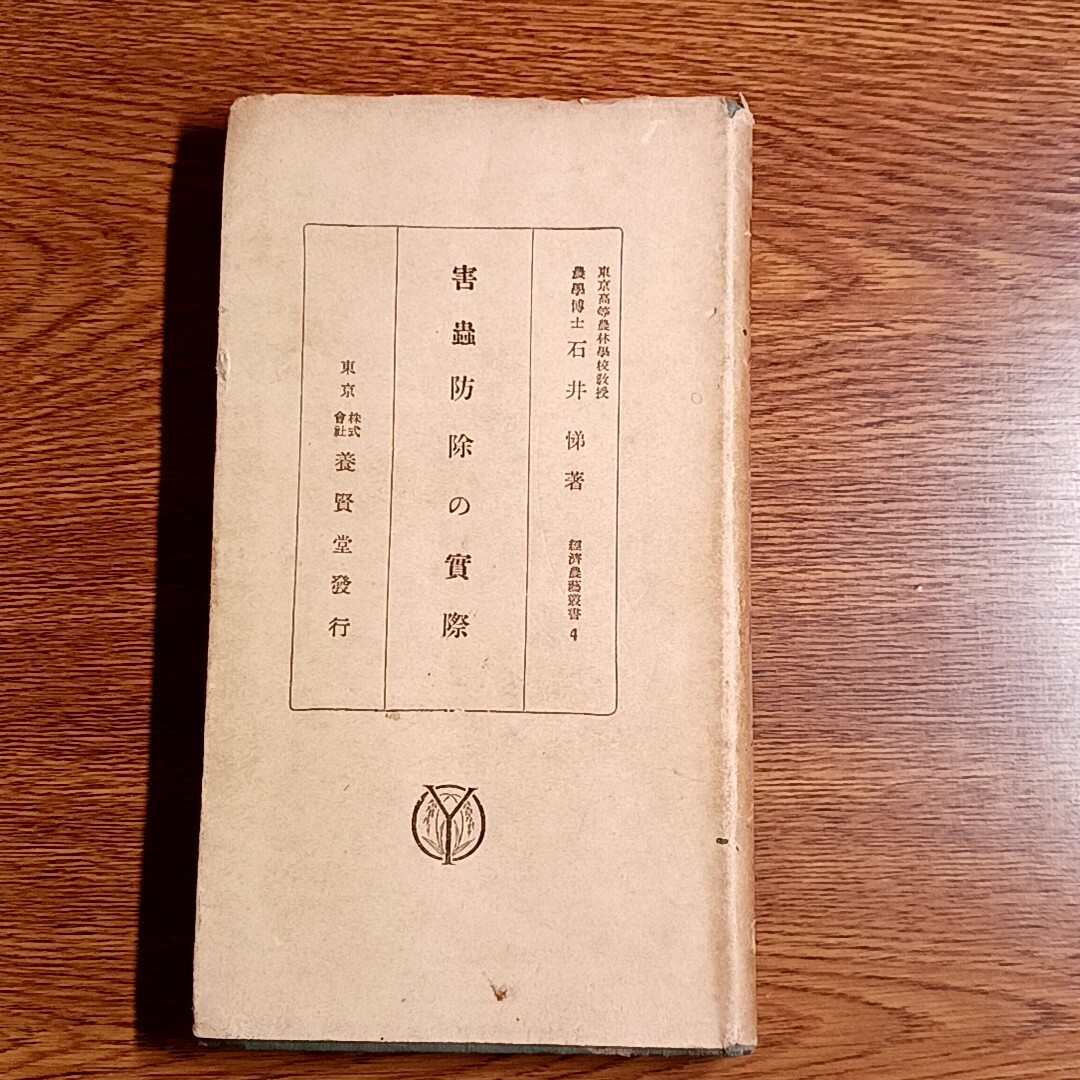 東京高等農林學校敎授
農學博士 石井悌著
經濟農藝叢書 4
害蟲防除の實際
東京 株式會社 養賢堂發行
Y